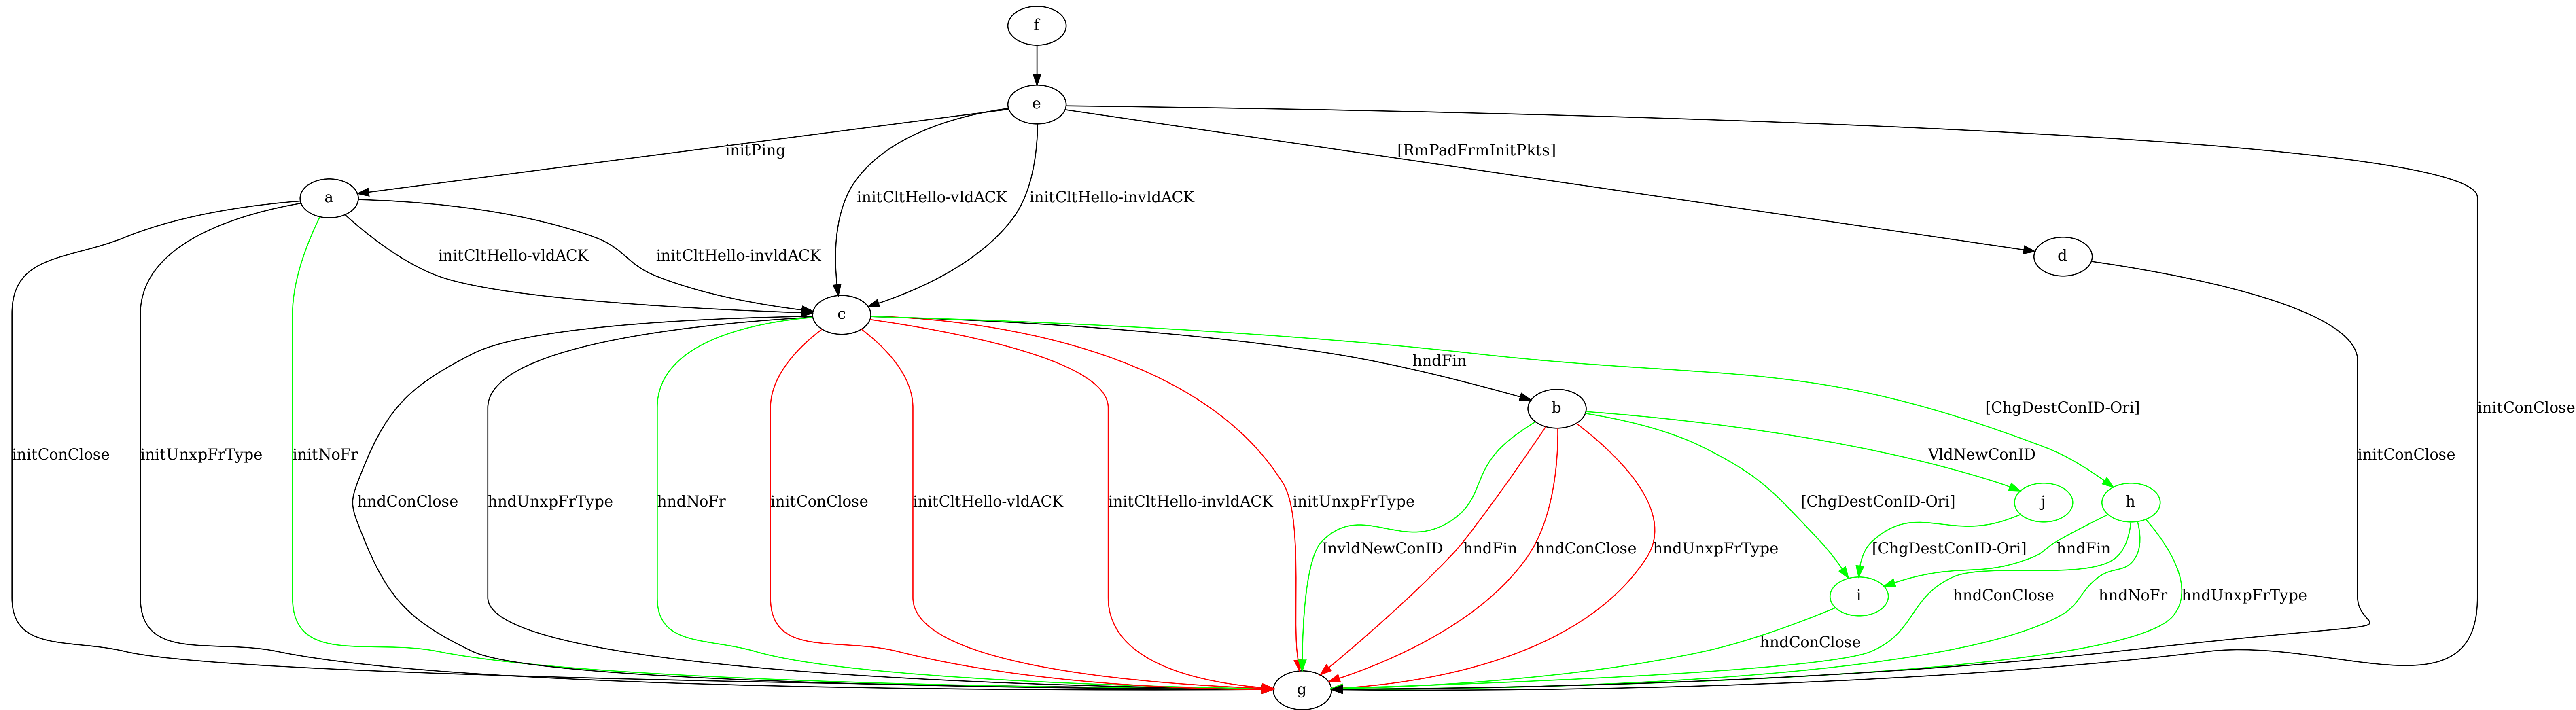 f
e
initPing
[RmPadFrmInitPkts]
a
initCltHello-vldACK
initCltHello-invldACK
initCltHello-vldACK
initCltHello-invldACK
d
c
hndFin
b
[ChgDestConID-Ori]
initConClose
initConClose
initUnxpFrType
initNoFr
VldNewConID
initConClose
hndConClose
hndUnxpFrType
hndNoFr
initConClose
initCltHello-vldACK
initCltHello-invldACK
initUnxpFrType
[ChgDestConID-Ori]
j
h
InvldNewConID
hndFin
hndConClose
hndUnxpFrType
[ChgDestConID-Ori]
hndFin
i
hndConClose
hndNoFr
hndUnxpFrType
hndConClose
g